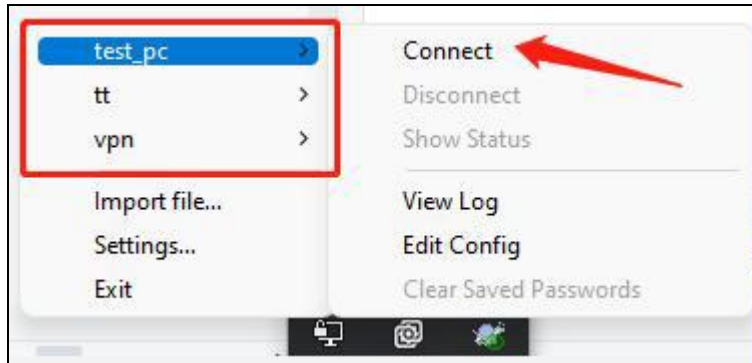 test_pc
tt
vpn
Import file...
Settings...
Exit
Connect
Disconnect
Show Status
View Log
Edit Config
Clear Saved Passwords